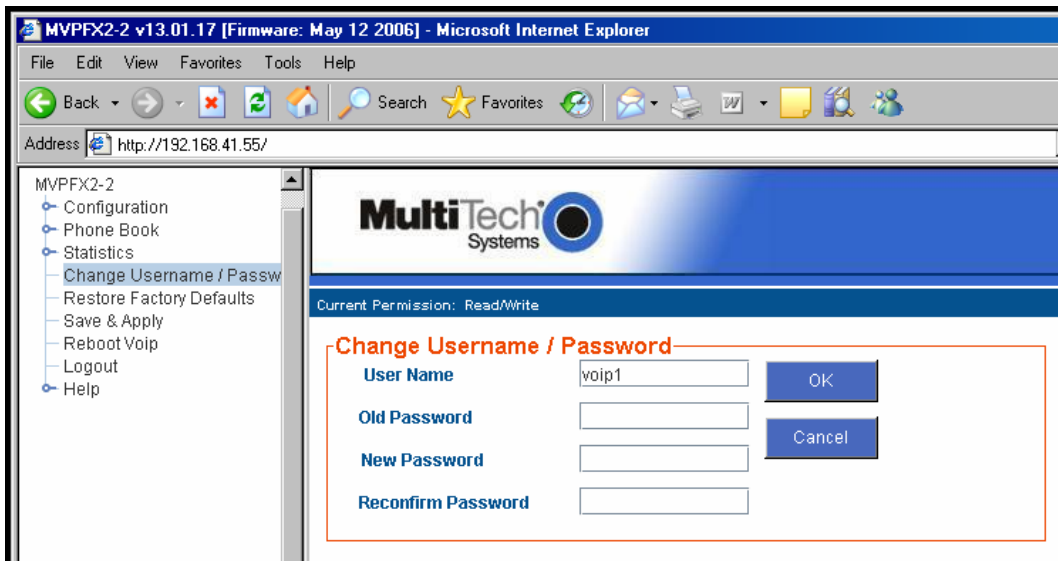 MVPFX2-2 v13.01.17 [Firmware: May 12 2006] - Microsoft Internet Explorer
File Edit View Favorites Tools Help
Back Search Favorites
Address http://192.168.41.55/
MVPFX2-2
Configuration
Phone Book
Statistics
Change Username / Passw
Restore Factory Defaults
Save & Apply
Reboot Voip
Logout
Help
MultiTech
Systems
Current Permission: Read/Write
Change Username / Password
User Name voip1 OK
Old Password
Cancel
New Password
Reconfirm Password